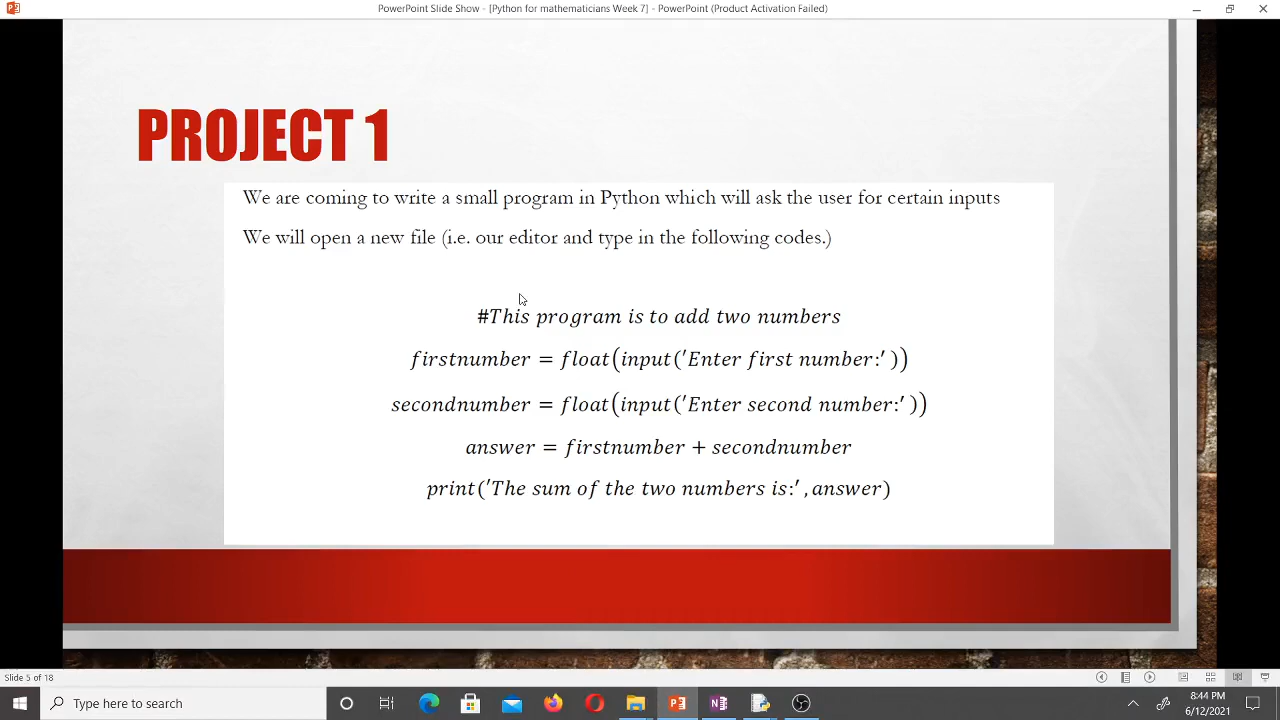 PowerPoint Slide Show - [Python for mathematicians Week 7] - PowerPoint (Product Activation Failed)
PROJECT 1
We are coming to write a small program in Python which will ask the user for certain inputs
We will open a new file (i.e. our editor and type in the following codes.)
#This program is to add two numbers
firstnumber = float(input('Enter first number:' ))
secondnumber = float(input('Enter second number:' ))
answer = firstnumber + secondnumber
print('The sum of the two numbers is:' ,answer)
Slide 5 of 18
Type here to search
8:44 PM
6/12/2021